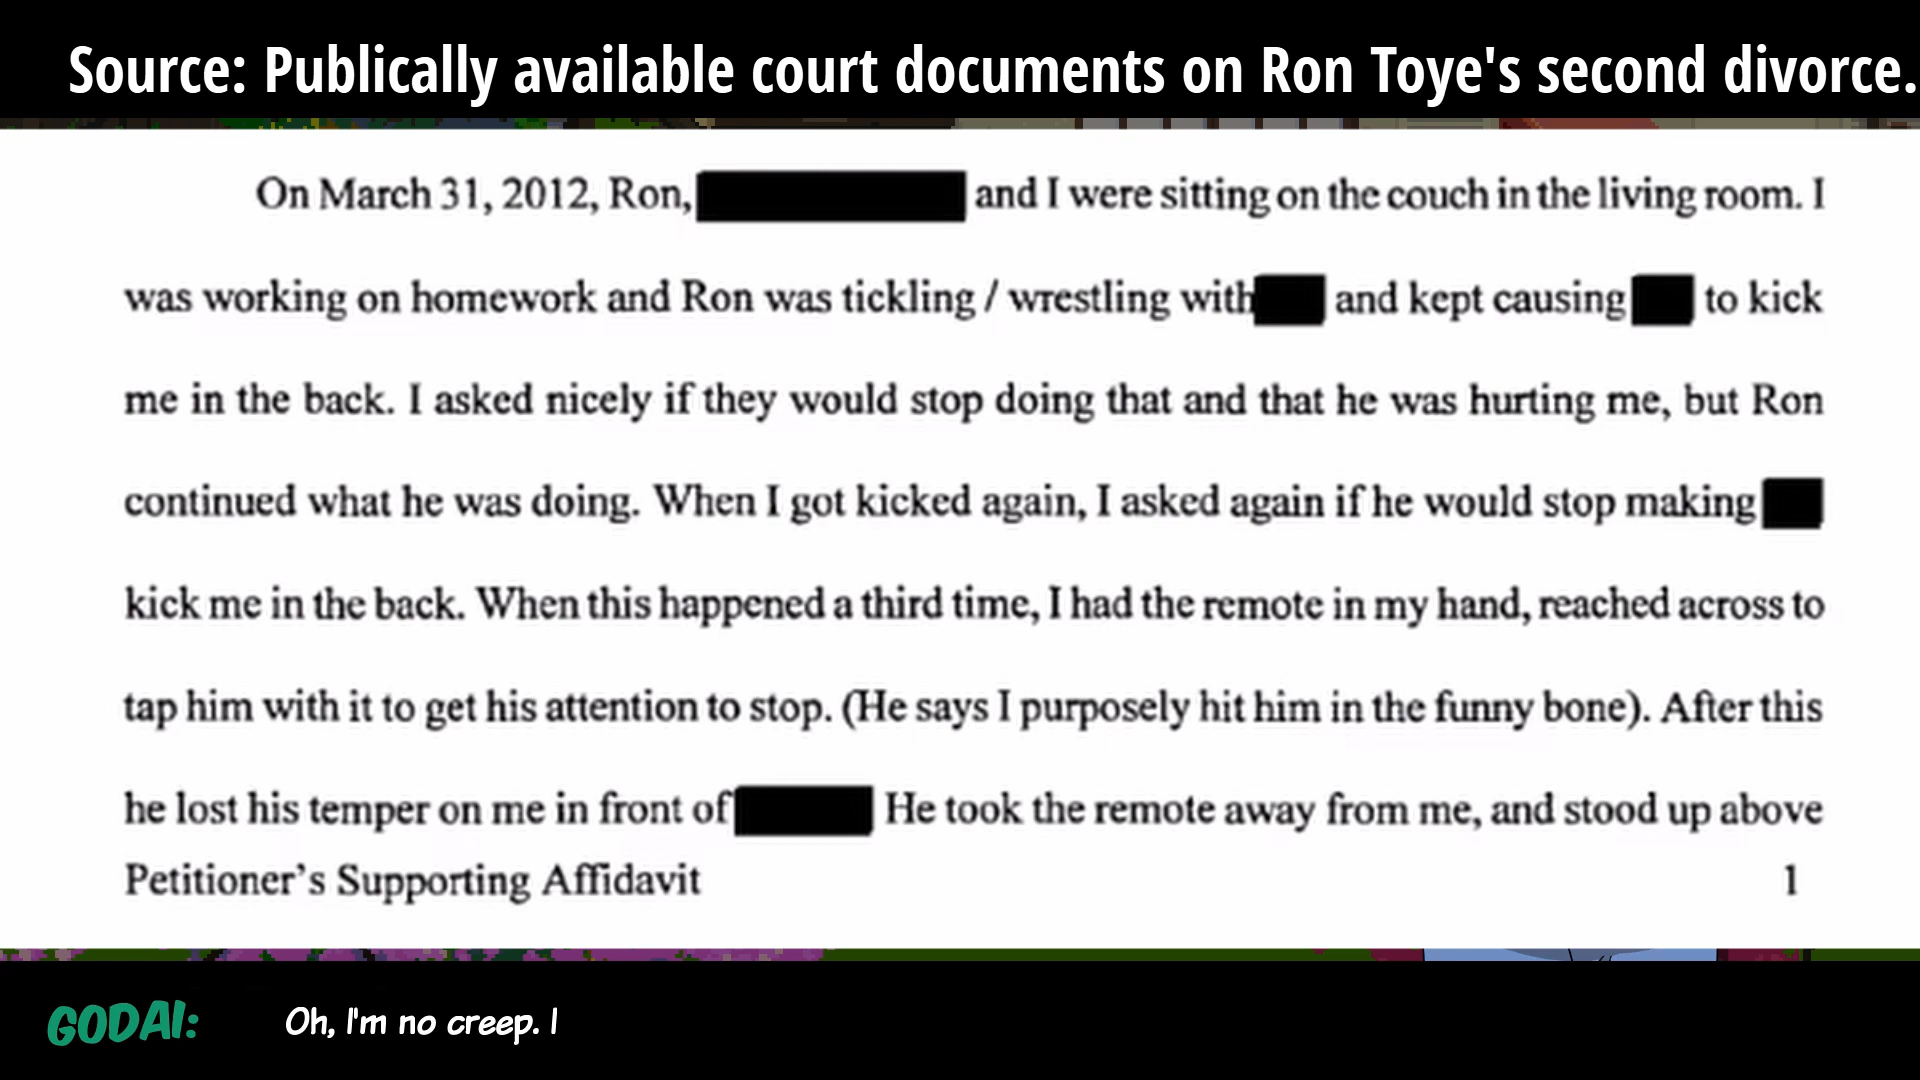 Source: Publically available court documents on Ron Toye's second divorce.
On March 31, 2012, Ron, and I were sitting on the couch in the living room. I
was working on homework and Ron was tickling / wrestling with and kept causing to kick
me in the back. I asked nicely if they would stop doing that and that he was hurting me, but Ron
continued what he was doing. When I got kicked again, I asked again if he would stop making
kick me in the back. When this happened a third time, I had the remote in my hand, reached across to
tap him with it to get his attention to stop. (He says I purposely hit him in the funny bone). After this
he lost his temper on me in front of He took the remote away from me, and stood up above
Petitioner's Supporting Affidavit 1
GODAI: Oh, I'm no creep. I